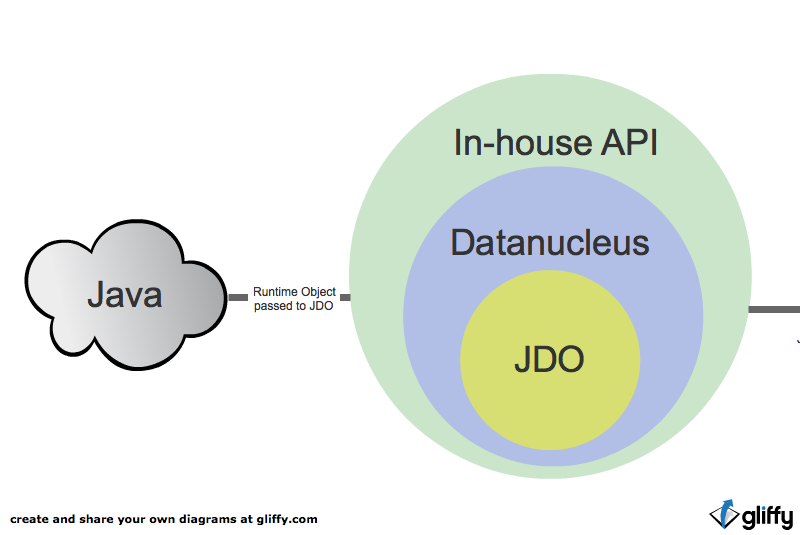 In-house API
Datanucleus
Java
Runtime Object
passed to JDO
JDO
create and share your own diagrams at gliffy.com
gliffy